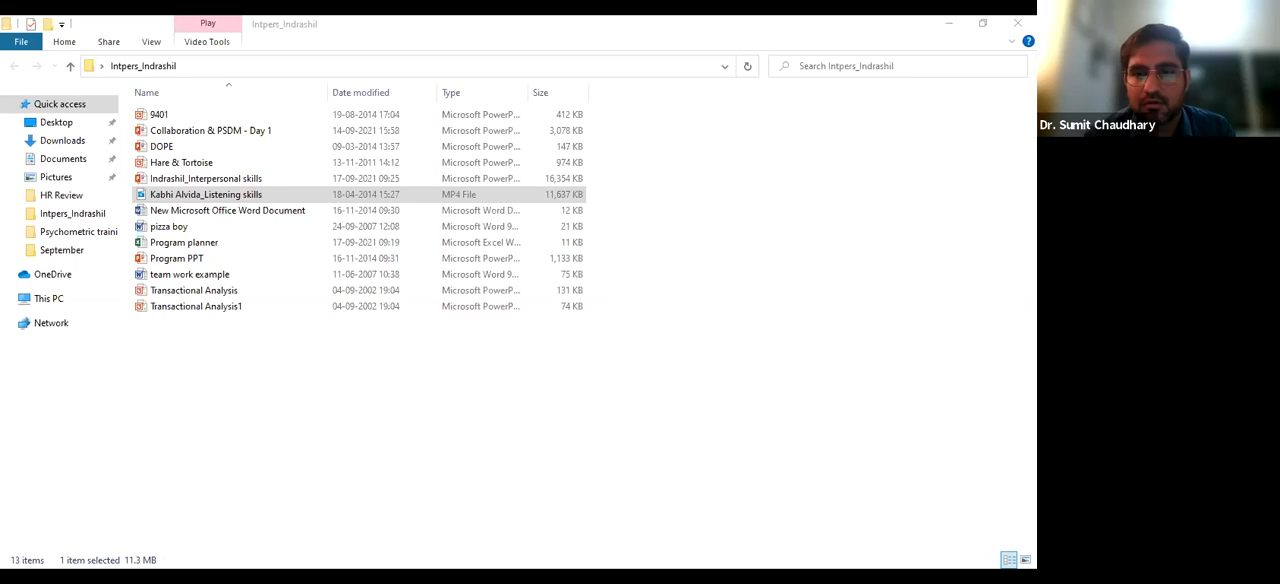 Play
Intpers_Indrashil
File
Home
Share
View
Video Tools
Intpers_Indrashil
Search Intpers_Indrashil
Name
Date modified
Type
Size
Quick access
Desktop
Downloads
Documents
Pictures
HR Review
Intpers_Indrashil
Psychometric traini
September
OneDrive
This PC
Network
9401 19-08-2014 17:04 Microsoft PowerP... 412 KB
Collaboration & PSDM - Day 1 14-09-2021 15:58 Microsoft PowerP... 3,078 KB
DOPE 09-03-2014 13:57 Microsoft PowerP... 147 KB
Hare & Tortoise 13-11-2011 14:12 Microsoft PowerP... 974 KB
Indrashil_Interpersonal skills 17-09-2021 09:25 Microsoft PowerP... 16,354 KB
Kabhi Alvida_Listening skills 18-04-2014 15:27 MP4 File 11,637 KB
New Microsoft Office Word Document 16-11-2014 09:30 Microsoft Word D... 12 KB
pizza boy 24-09-2007 12:08 Microsoft Word 9... 21 KB
Program planner 17-09-2021 09:19 Microsoft Excel W... 11 KB
Program PPT 16-11-2014 09:31 Microsoft PowerP... 1,133 KB
team work example 11-06-2007 10:38 Microsoft Word 9... 75 KB
Transactional Analysis 04-09-2002 19:04 Microsoft PowerP... 131 KB
Transactional Analysis1 04-09-2002 19:04 Microsoft PowerP... 74 KB
13 items 1 item selected 11.3 MB
Dr. Sumit Chaudhary